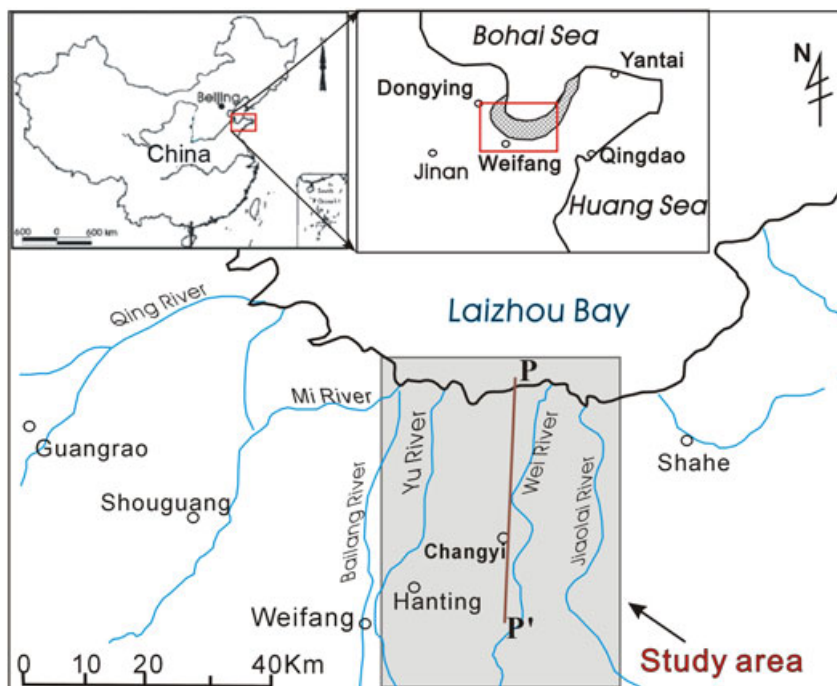 Beijing
China
South
600 0 600 km
Bohai Sea
Yantai
Dongying
Weifang
Jinan
Qingdao
Huang Sea
N
Qing River
Laizhou Bay
P
Mi River
Guangrao
Shouguang
Bailang River
Yu River
Wei River
Jiaolai River
Shahe
Changyi
Hanting
Weifang
P'
Study area
0 10 20 40Km